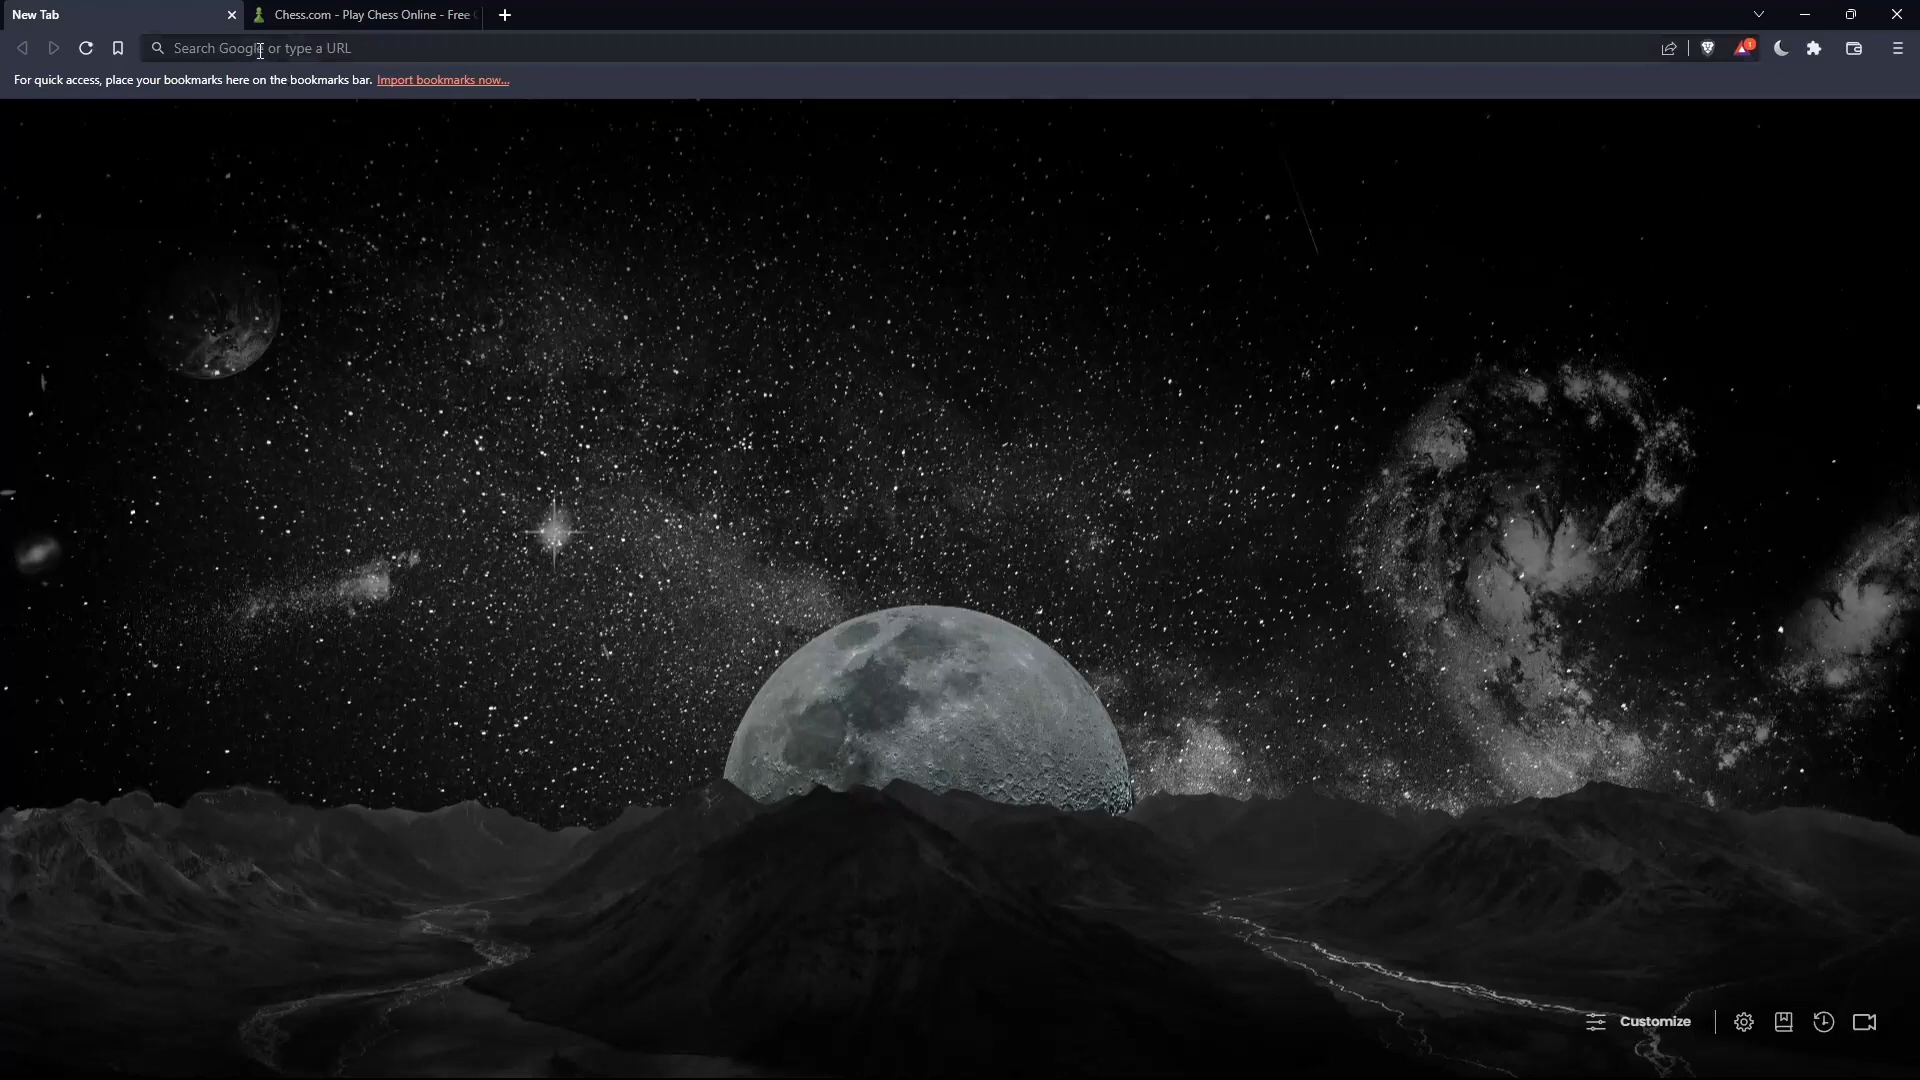 New Tab
Chess.com - Play Chess Online - Free
Search Google or type a URL
1
For quick access, place your bookmarks here on the bookmarks bar. Import bookmarks now...
Customize